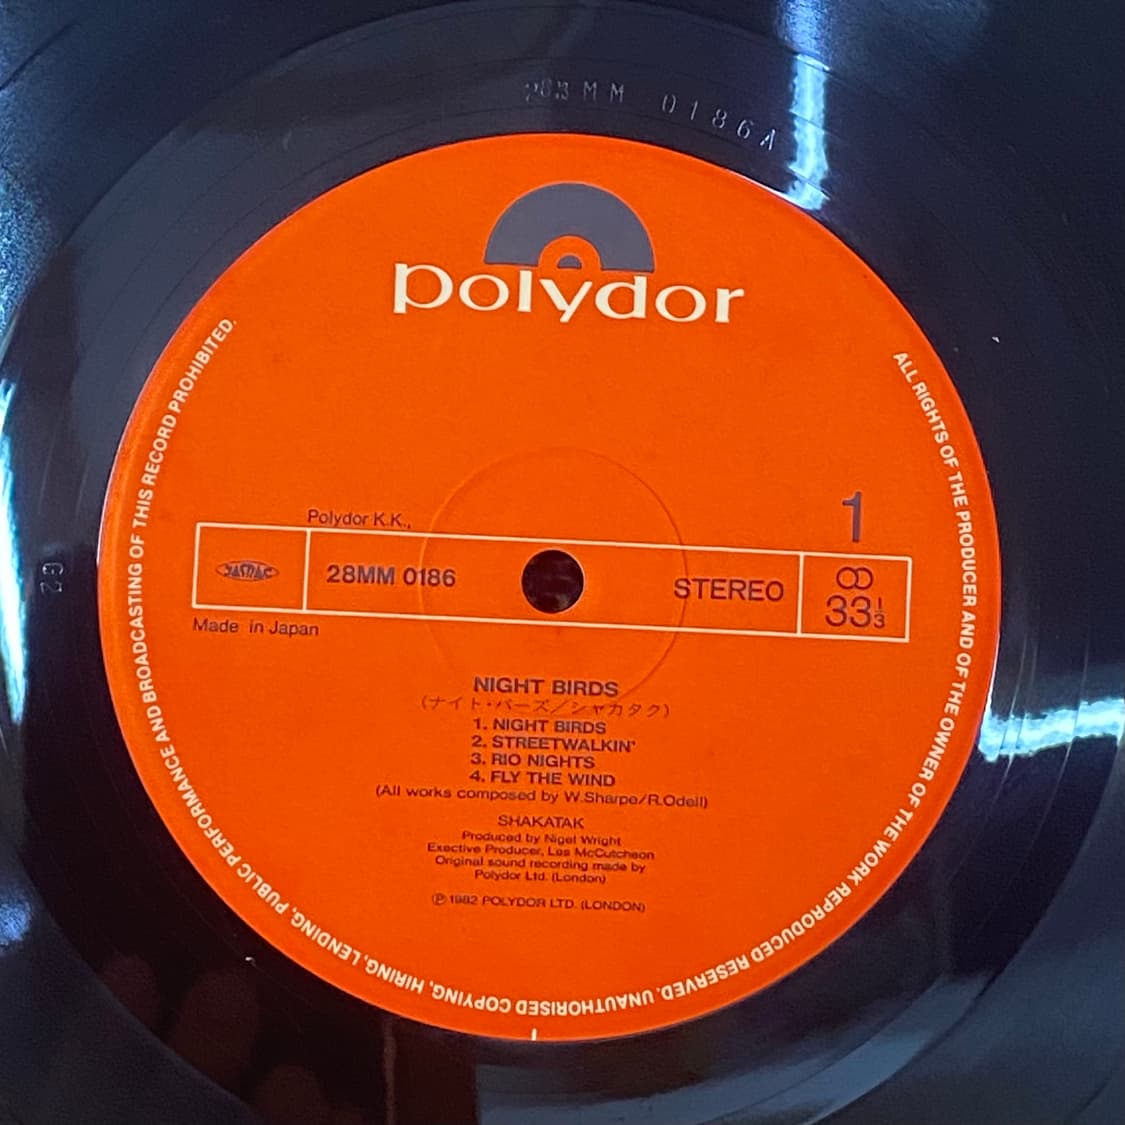 28MM 0186A
polydor
1
Polydor K.K.,
JASRAC
28MM 0186
STEREO
33 1/3
Made in Japan
NIGHT BIRDS
(ナイト・バーズ/シャカタク)
1. NIGHT BIRDS
2. STREETWALKIN'
3. RIO NIGHTS
4. FLY THE WIND
(All works composed by W.Sharpe/R.Odell)
SHAKATAK
Produced by Nigel Wright
Exective Producer, Les McCutcheon
Original sound recording made by
Polydor Ltd. (London)
Ⓟ 1982 POLYDOR LTD. (LONDON)
ALL RIGHTS OF THE PRODUCER AND OF THE OWNER OF THE WORK REPRODUCED RESERVED. UNAUTHORISED COPYING, HIRING, LENDING, PUBLIC PERFORMANCE AND BROADCASTING OF THIS RECORD PROHIBITED.